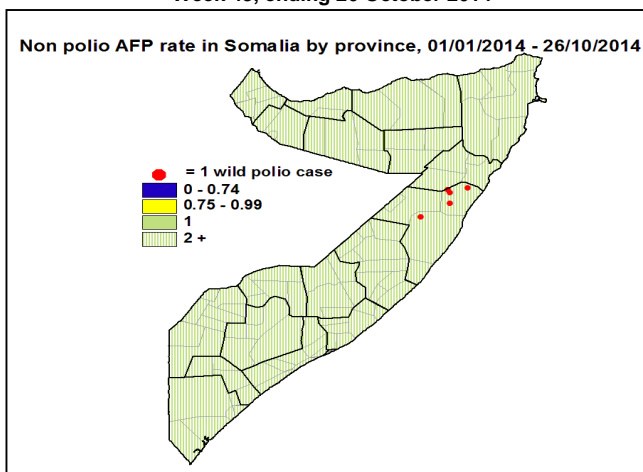 Non polio AFP rate in Somalia by province, 01/01/2014 - 26/10/2014
= 1 wild polio case
0 - 0.74
0.75 - 0.99
1
2 +